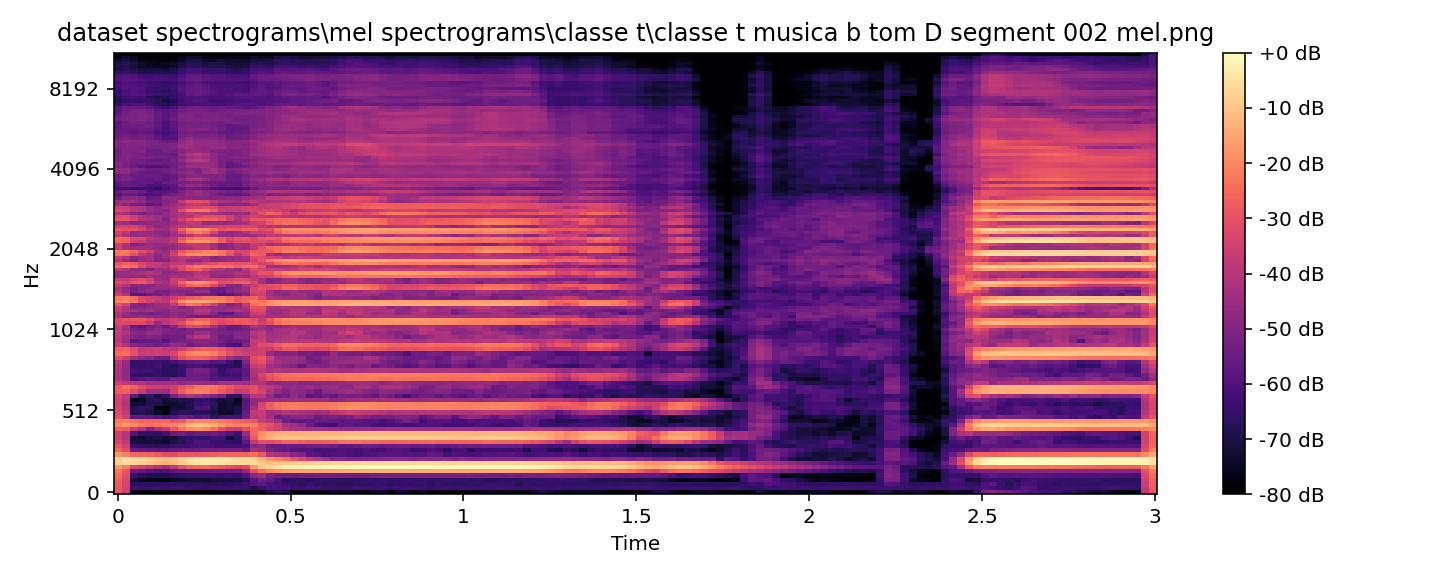 dataset spectrograms\mel spectrograms\classe t\classe t musica b tom D segment 002 mel.png
+0 dB
8192
-10 dB
-20 dB
4096
-30 dB
2048
-40 dB
Hz
1024
-50 dB
512
-60 dB
-70 dB
0
-80 dB
0
0.5
1
1.5
2
2.5
3
Time